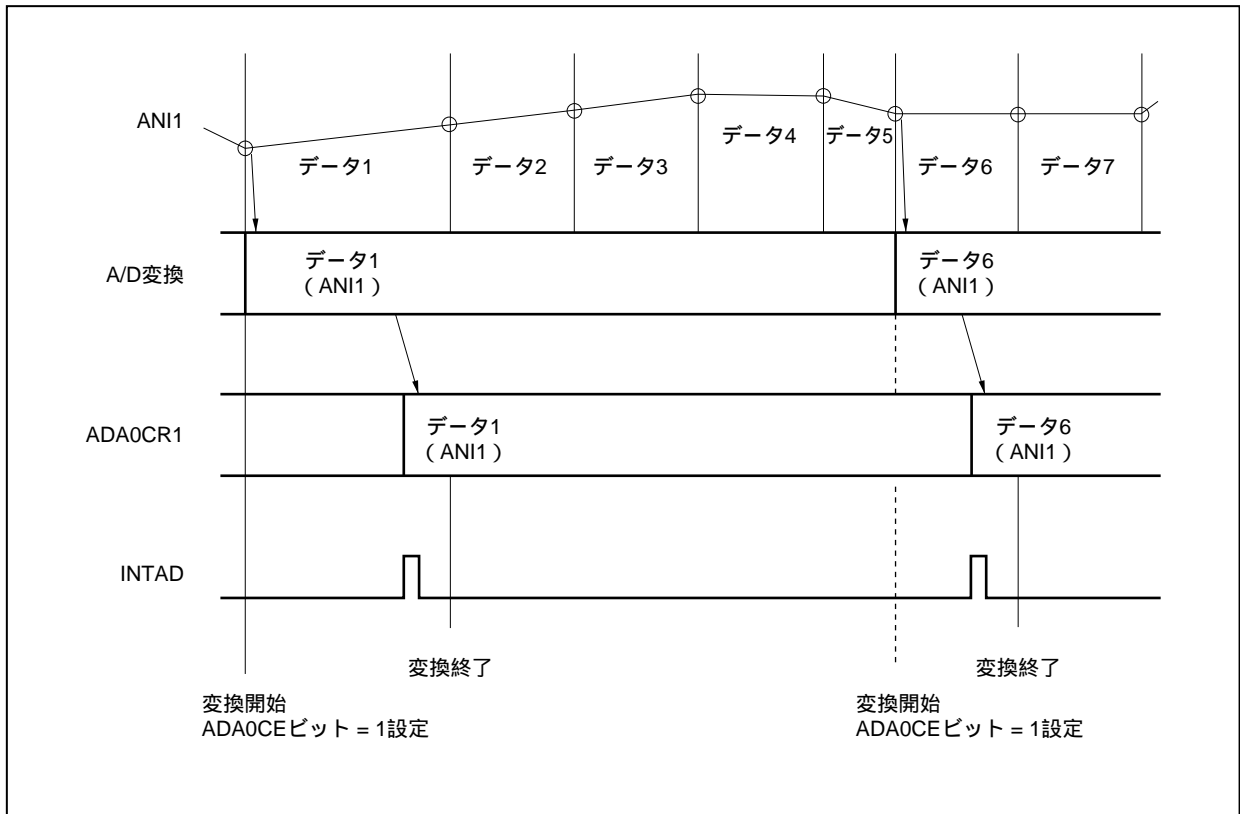 ANI1
データ1
データ2
データ3
データ4
データ5
データ6
データ7
A/D変換
データ1
（ANI1）
データ6
（ANI1）
ADA0CR1
データ1
（ANI1）
データ6
（ANI1）
INTAD
変換終了
変換終了
変換開始
ADA0CEビット = 1設定
変換開始
ADA0CEビット = 1設定